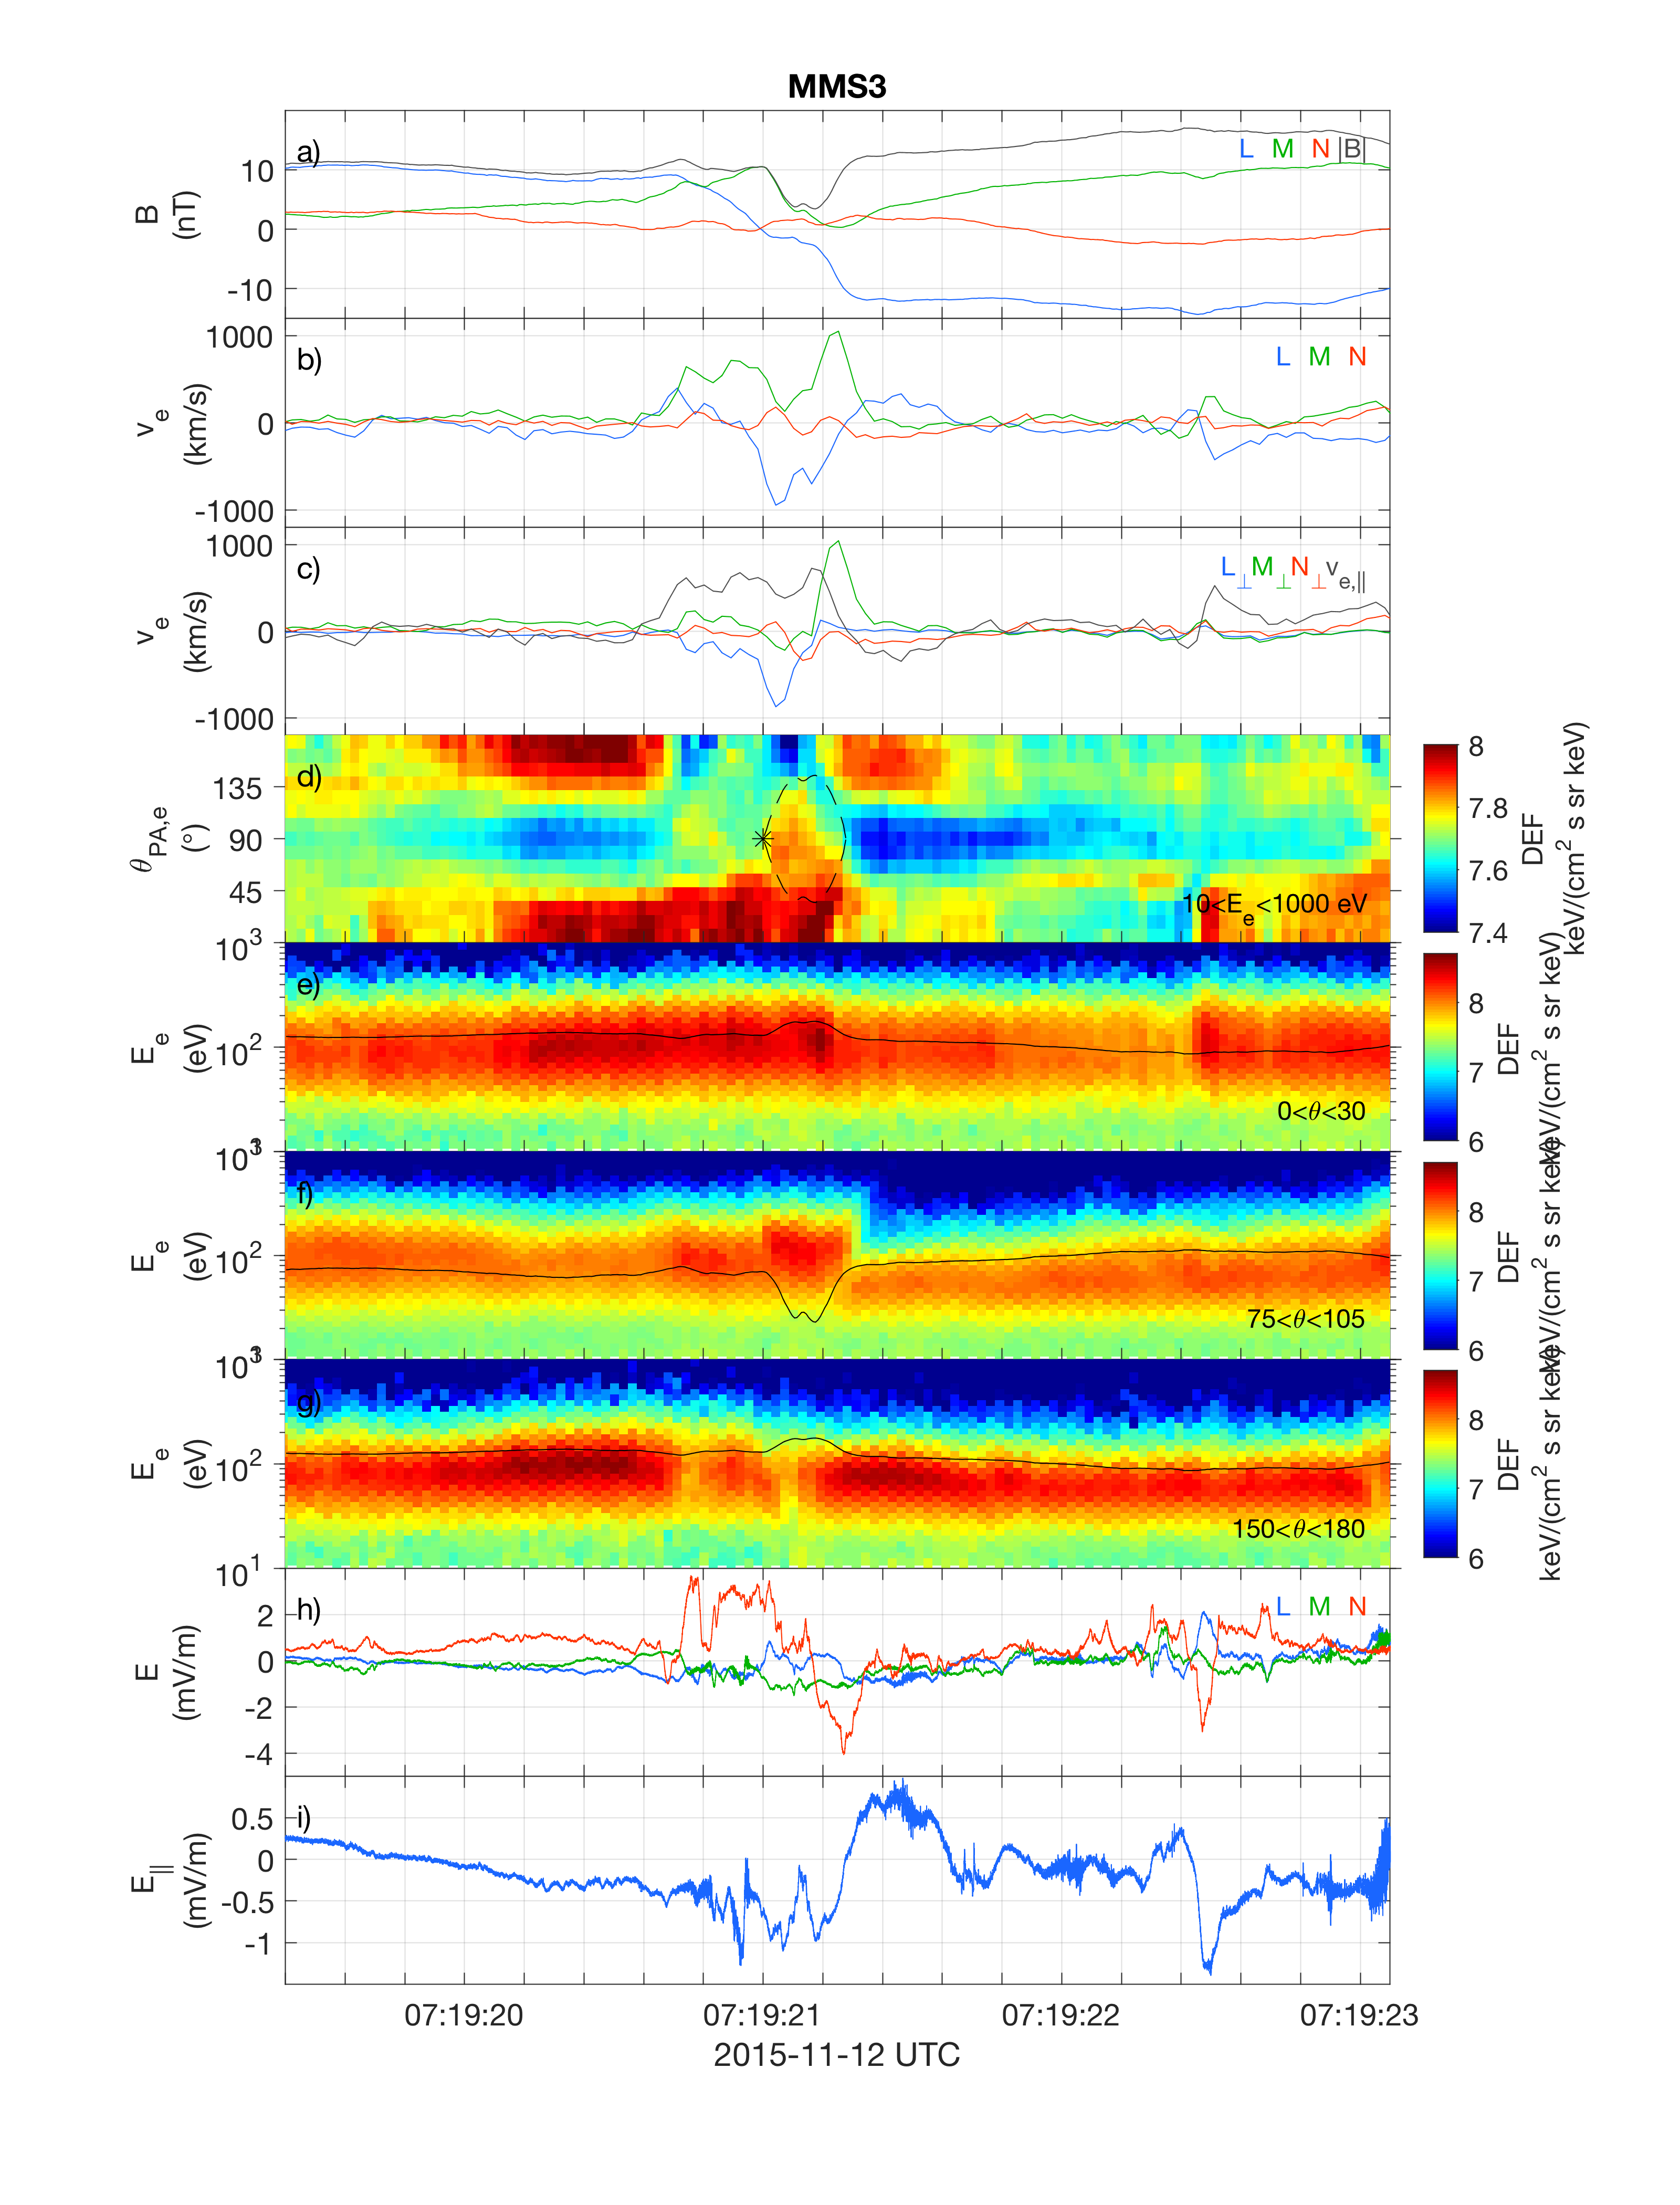 MMS3
a)
L M N |B|
10
0
-10
B
(nT)
b)
L M N
1000
0
-1000
v_e
(km/s)
c)
L⊥ M⊥ N⊥ v_e,||
1000
0
-1000
v_e
(km/s)
d)
135
90
45
θ_PA,e
(°)
10<E_e<1000 eV
8
7.8
7.6
7.4
DEF
keV/(cm² s sr keV)
e)
10³
10²
E_e
(eV)
0<θ<30
8
7
6
DEF
keV/(cm² s sr keV)
f)
10³
10²
E_e
(eV)
75<θ<105
8
7
6
DEF
keV/(cm² s sr keV)
g)
10³
10²
10¹
E_e
(eV)
150<θ<180
8
7
6
DEF
keV/(cm² s sr keV)
h)
L M N
2
0
-2
-4
E
(mV/m)
i)
0.5
0
-0.5
-1
E_||
(mV/m)
07:19:20 07:19:21 07:19:22 07:19:23
2015-11-12 UTC